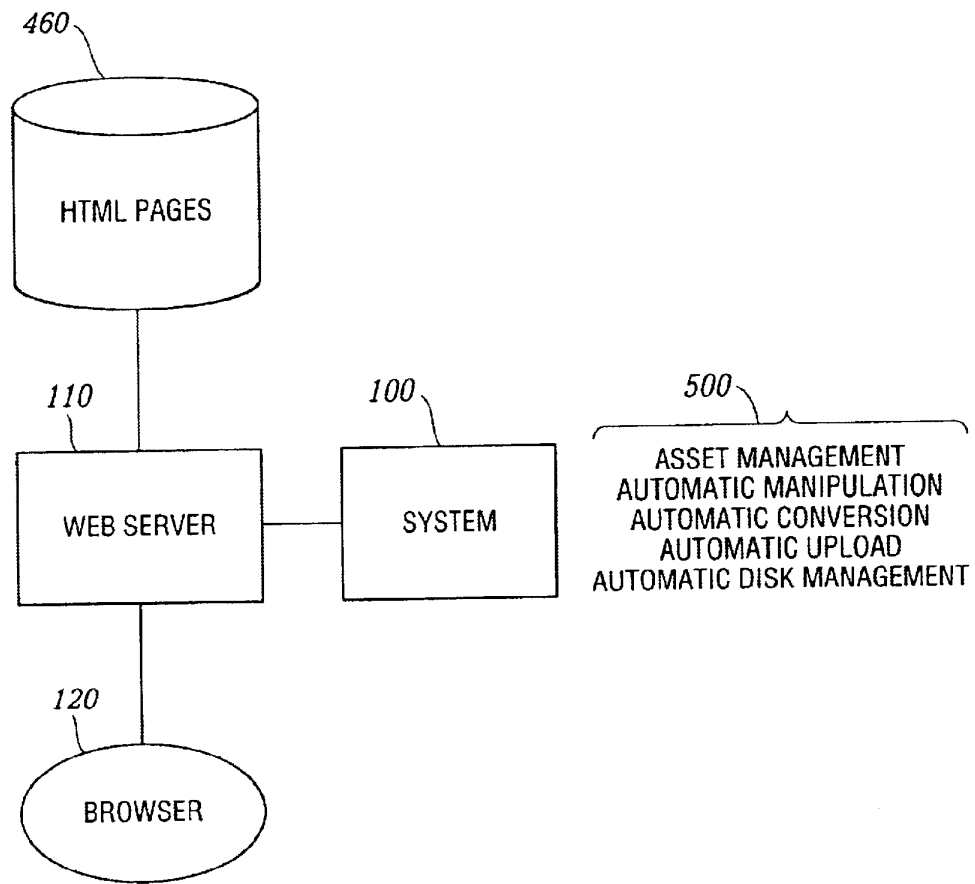 460
HTML PAGES
110
100
500
WEB SERVER
SYSTEM
ASSET MANAGEMENT
AUTOMATIC MANIPULATION
AUTOMATIC CONVERSION
AUTOMATIC UPLOAD
AUTOMATIC DISK MANAGEMENT
120
BROWSER